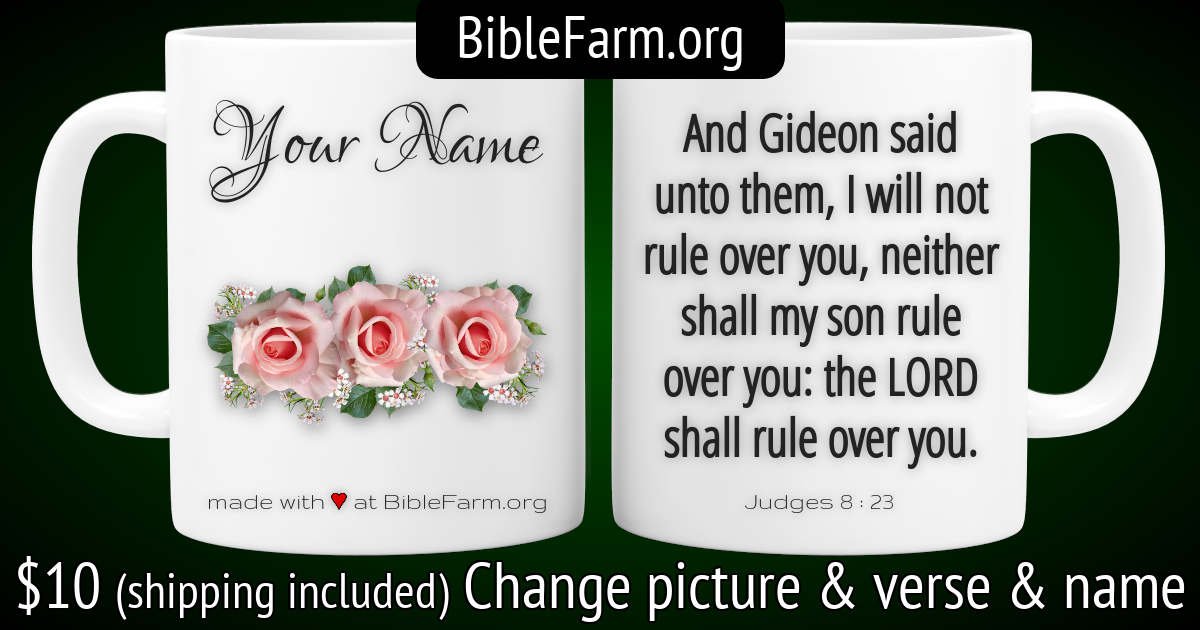 BibleFarm.org
Your Name
made with ♥ at BibleFarm.org
And Gideon said
unto them, I will not
rule over you, neither
shall my son rule
over you: the LORD
shall rule over you.
Judges 8 : 23
$10 (shipping included) Change picture & verse & name